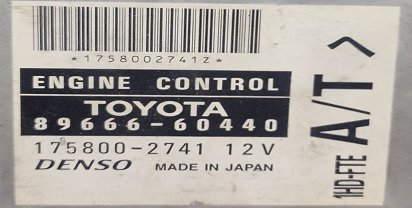 *1758002741Z*
ENGINE CONTROL
TOYOTA
89666-60440
175800-2741 12V
DENSO MADE IN JAPAN
1HD-FTE
A/T >